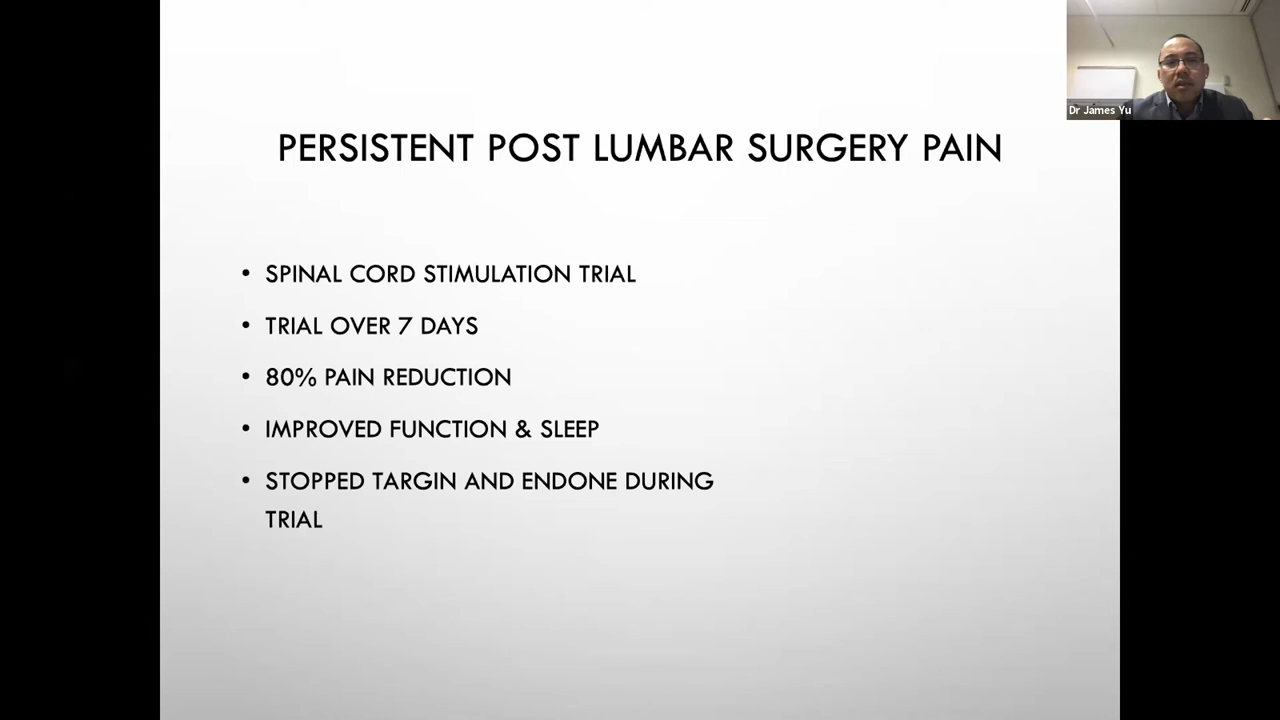 Dr James Yu
PERSISTENT POST LUMBAR SURGERY PAIN
• SPINAL CORD STIMULATION TRIAL
• TRIAL OVER 7 DAYS
• 80% PAIN REDUCTION
• IMPROVED FUNCTION & SLEEP
• STOPPED TARGIN AND ENDONE DURING
TRIAL